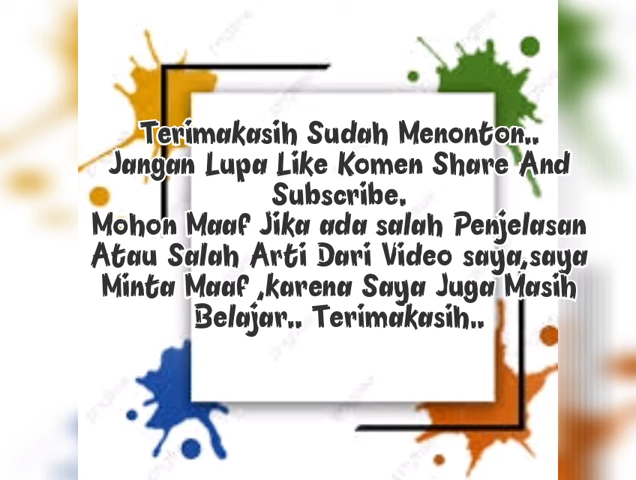 Terimakasih Sudah Menonton..
Jangan Lupa Like Komen Share And
Subscribe.
Mohon Maaf Jika ada salah Penjelasan
Atau Salah Arti Dari Video saya,saya
Minta Maaf ,karena Saya Juga Masih
Belajar.. Terimakasih..